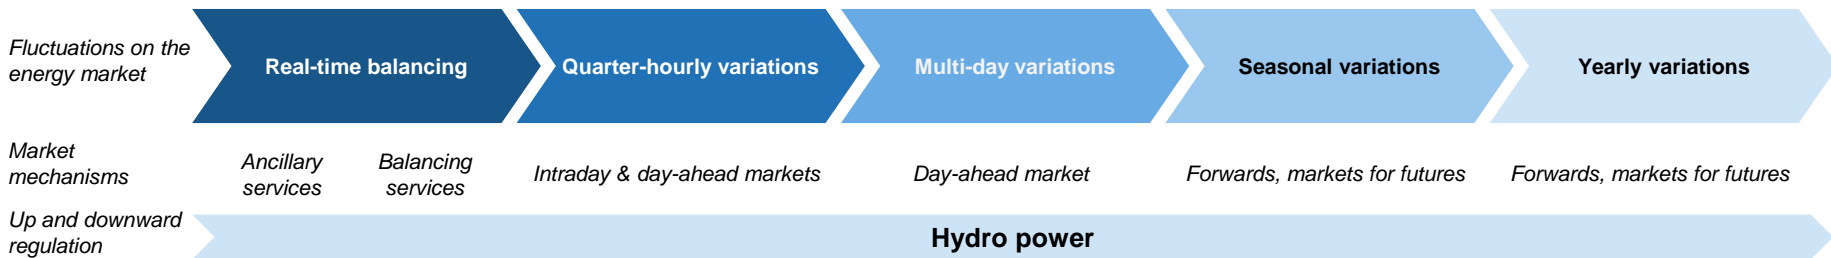 Fluctuations on the
energy market
Real-time balancing
Quarter-hourly variations
Multi-day variations
Seasonal variations
Yearly variations
Market
mechanisms
Ancillary
services
Balancing
services
Intraday & day-ahead markets
Day-ahead market
Forwards, markets for futures
Forwards, markets for futures
Up and downward
regulation
Hydro power